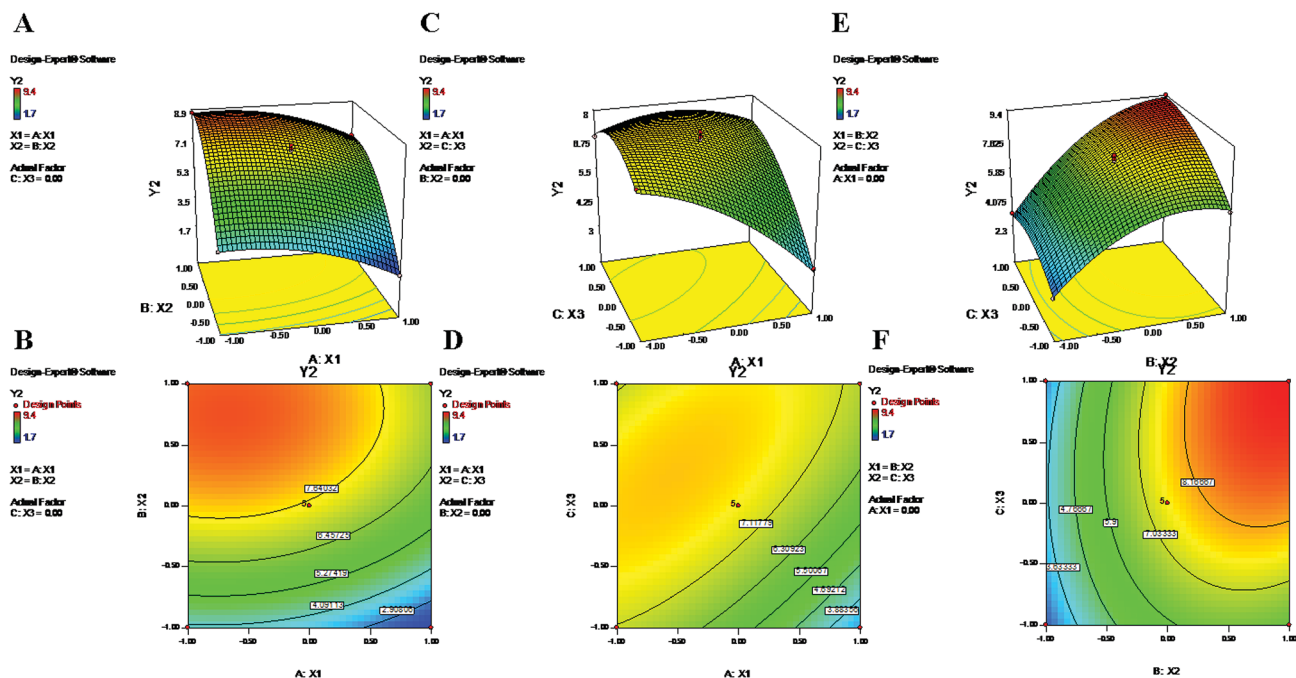 A
Design-Expert® Software
Y2
9.4
1.7
X1 = A: X1
X2 = B: X2
Actual Factor
C: X3 = 0.00
8.9
7.1
5.3
3.5
1.7
Y2
1.00
0.50
0.00
-0.50
-1.00
B: X2
-1.00
-0.50
0.00
0.50
1.00
A: X1
C
Design-Expert® Software
Y2
9.4
1.7
X1 = A: X1
X2 = C: X3
Actual Factor
B: X2 = 0.00
8
6.75
5.5
4.25
3
Y2
1.00
0.50
0.00
-0.50
-1.00
C: X3
-1.00
-0.50
0.00
0.50
1.00
A: X1
E
Design-Expert® Software
Y2
9.4
1.7
X1 = B: X2
X2 = C: X3
Actual Factor
A: X1 = 0.00
9.4
7.625
5.85
4.075
2.3
Y2
1.00
0.50
0.00
-0.50
-1.00
C: X3
-1.00
-0.50
0.00
0.50
1.00
B: X2
B
Design-Expert® Software
Y2
Design Points
9.4
1.7
X1 = A: X1
X2 = B: X2
Actual Factor
C: X3 = 0.00
Y2
1.00
0.50
0.00
-0.50
-1.00
B: X2
7.64032
5
6.45726
5.27419
4.09113
2.90806
-1.00
-0.50
0.00
0.50
1.00
A: X1
D
Design-Expert® Software
Y2
Design Points
9.4
1.7
X1 = A: X1
X2 = C: X3
Actual Factor
B: X2 = 0.00
Y2
1.00
0.50
0.00
-0.50
-1.00
C: X3
5
7.11779
6.30923
5.50067
4.69212
3.88356
-1.00
-0.50
0.00
0.50
1.00
A: X1
F
Design-Expert® Software
Y2
Design Points
9.4
1.7
X1 = B: X2
X2 = C: X3
Actual Factor
A: X1 = 0.00
Y2
1.00
0.50
0.00
-0.50
-1.00
C: X3
5
8.16667
4.76667
5.9
7.03333
3.63333
-1.00
-0.50
0.00
0.50
1.00
B: X2